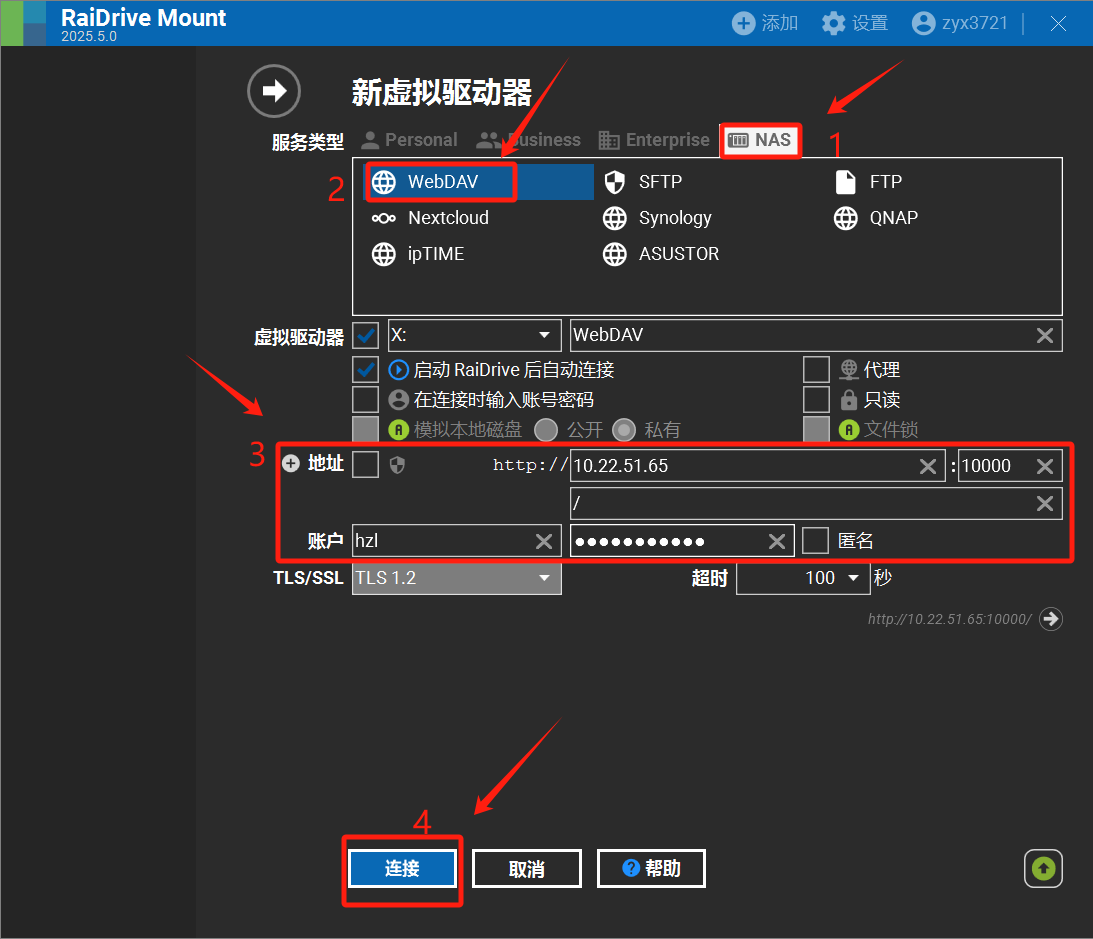 RaiDrive Mount
2025.5.0
添加 设置 zyx3721
新虚拟驱动器
服务类型 Personal Business Enterprise NAS 1
2 WebDAV SFTP FTP
Nextcloud Synology QNAP
ipTIME ASUSTOR
虚拟驱动器 X: WebDAV
启动 RaiDrive 后自动连接 代理
在连接时输入账号密码 只读
A 模拟本地磁盘 公开 私有 A 文件锁
3 地址 http:// 10.22.51.65 : 10000
/
账户 hzl ●●●●●●●●●●● 匿名
TLS/SSL TLS 1.2 超时 100 秒
http://10.22.51.65:10000/
4
连接 取消 ? 帮助